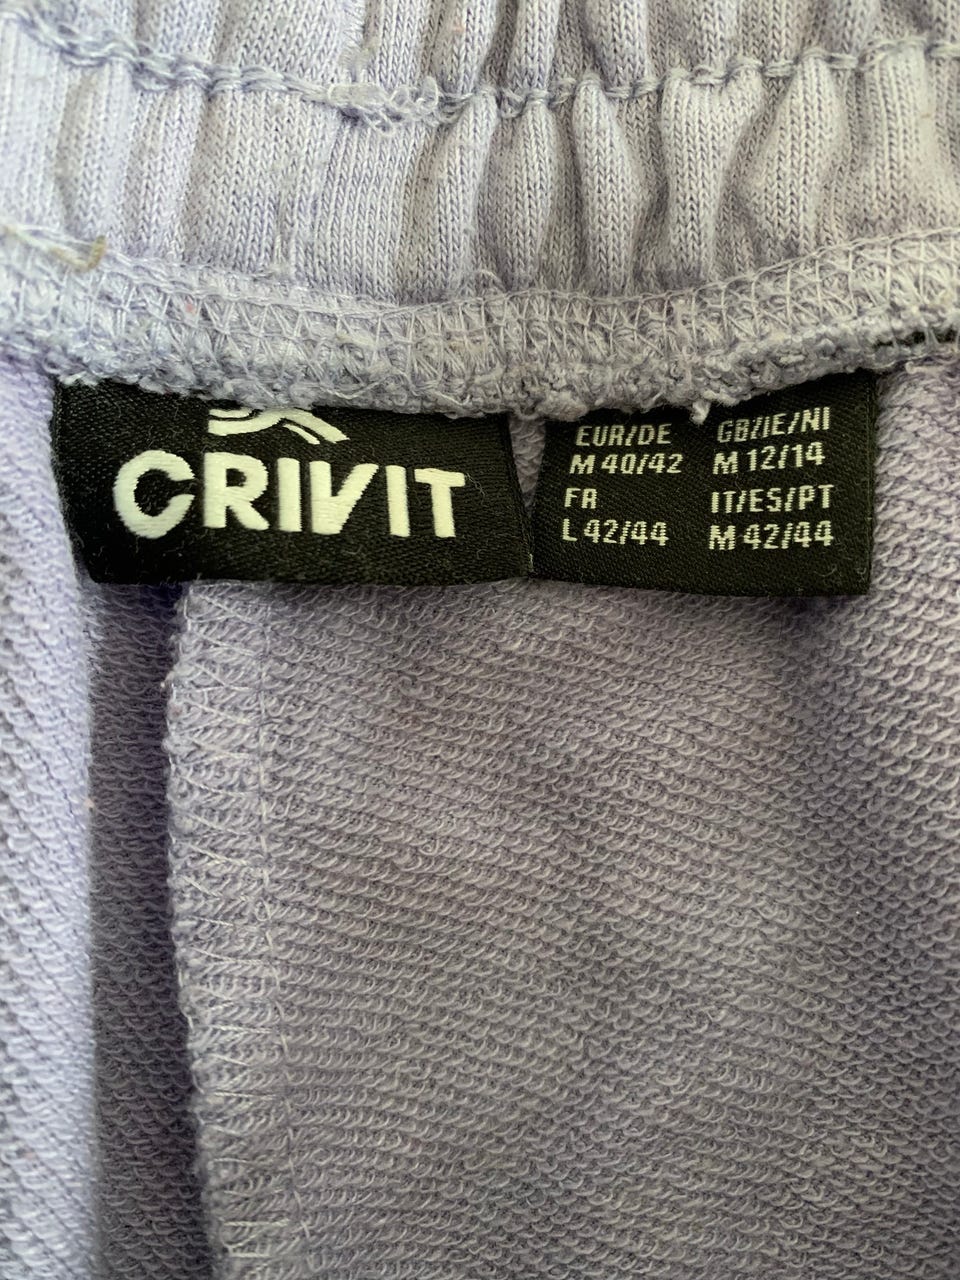 CRIVIT
EUR/DE
M 40/42
GB/IE/NI
M 12/14
FR
L 42/44
IT/ES/PT
M 42/44